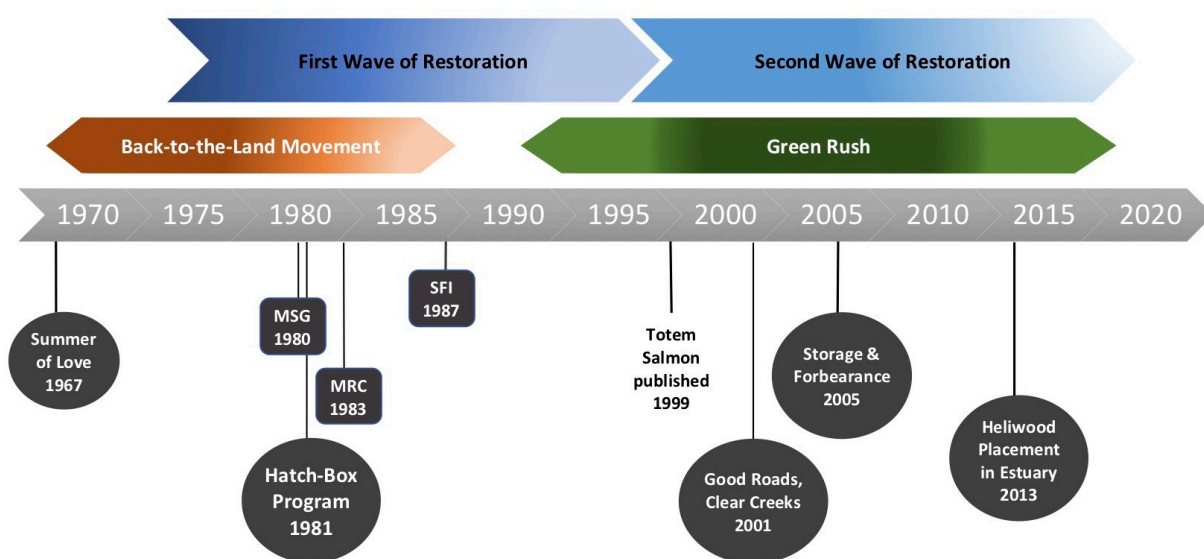 First Wave of Restoration
Second Wave of Restoration
Back-to-the-Land Movement
Green Rush
1970 1975 1980 1985 1990 1995 2000 2005 2010 2015 2020
Summer
of Love
1967
MSG
1980
Hatch-Box
Program
1981
MRC
1983
SFI
1987
Totem
Salmon
published
1999
Good Roads,
Clear Creeks
2001
Storage &
Forbearance
2005
Heliwood
Placement
in Estuary
2013